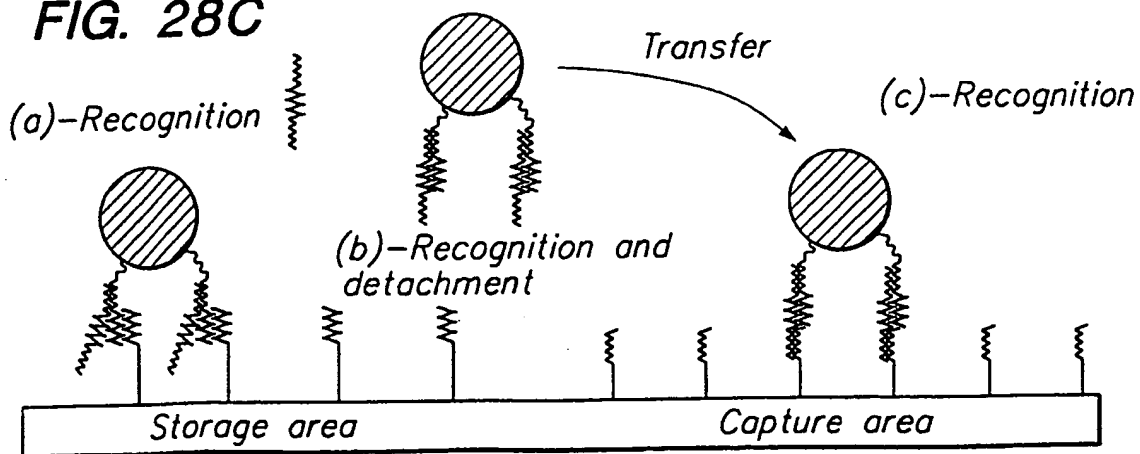 FIG. 28C
Transfer
(a)-Recognition
(c)-Recognition
(b)-Recognition and
detachment
Storage area
Capture area